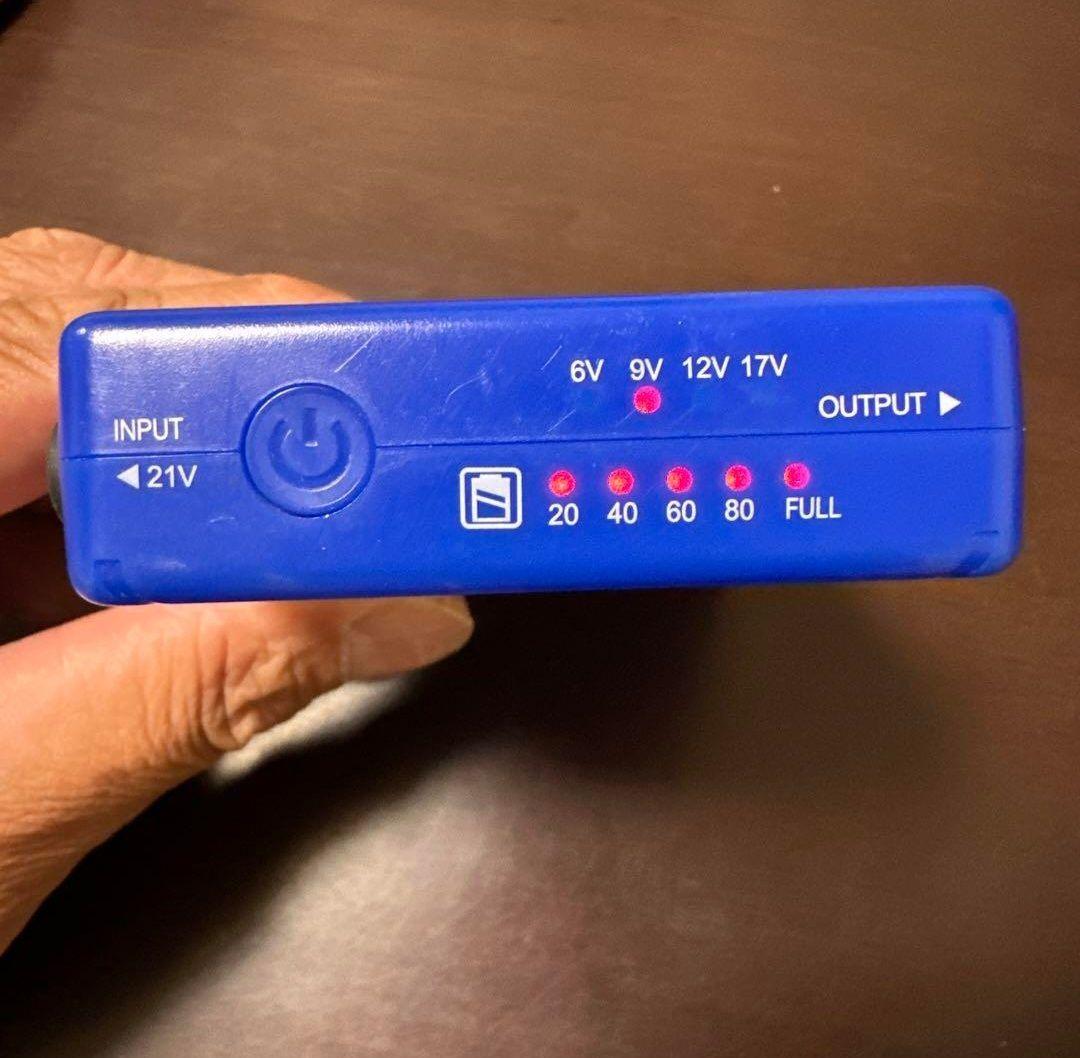 6V 9V 12V 17V
OUTPUT ▶
INPUT
◀ 21V
20 40 60 80 FULL